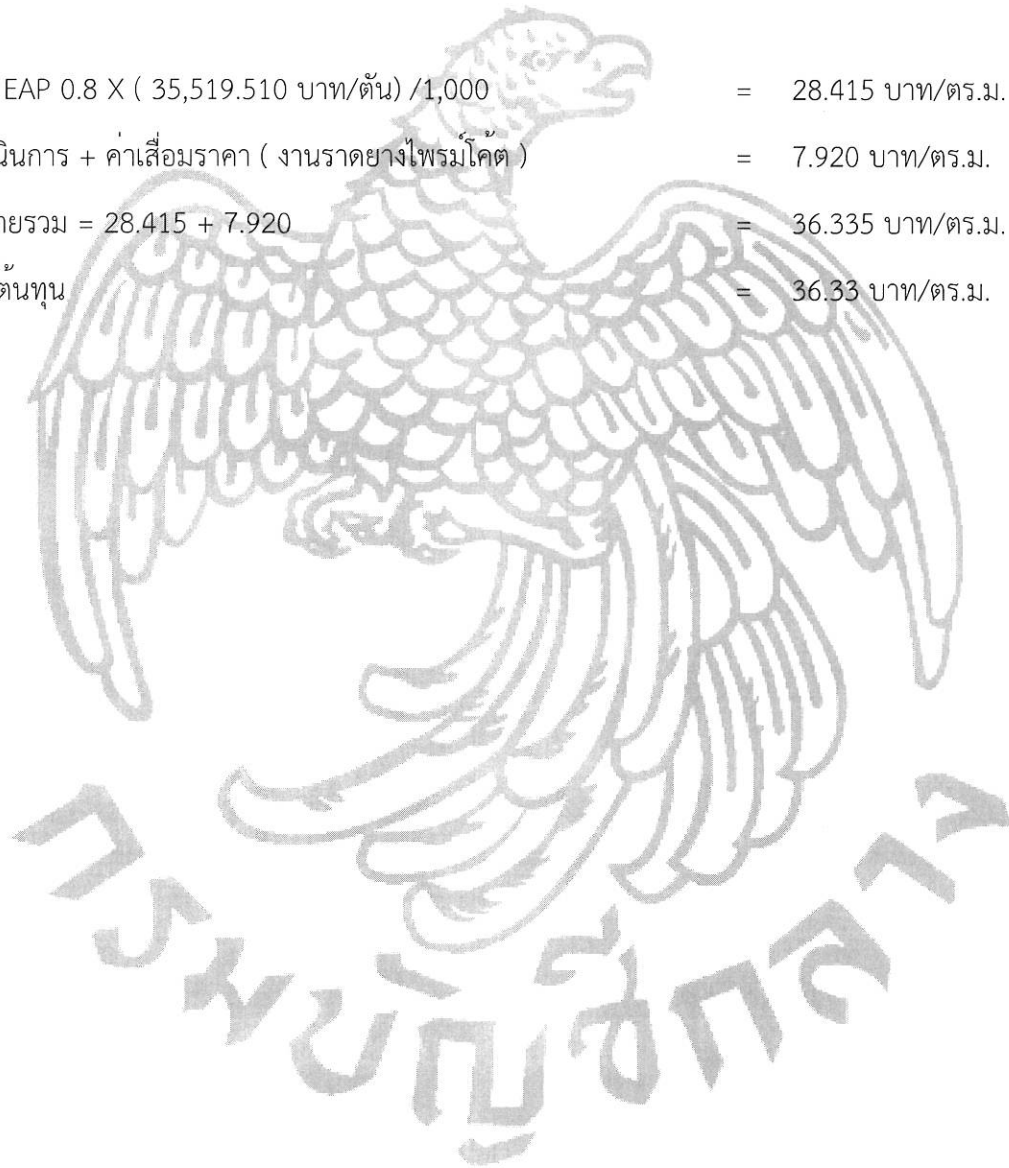 EAP 0.8 X ( 35,519.510 บาท/ตัน) /1,000 = 28.415 บาท/ตร.ม.
นินการ + ค่าเสื่อมราคา ( งานราดยางไพรม์โค้ต ) = 7.920 บาท/ตร.ม.
ายรวม = 28.415 + 7.920 = 36.335 บาท/ตร.ม.
ต้นทุน = 36.33 บาท/ตร.ม.
กรมบัญชีกลาง